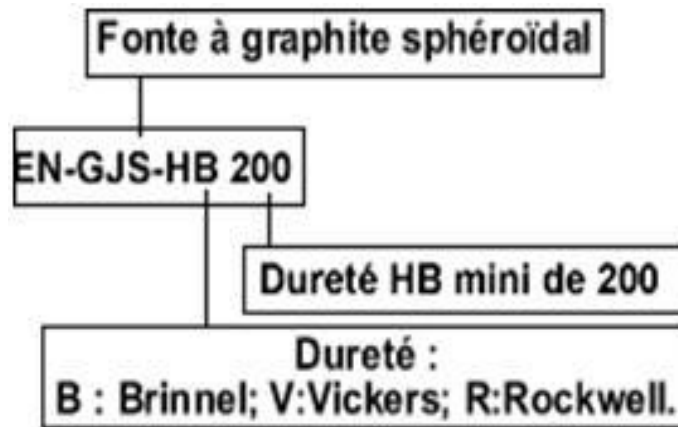 Fonte à graphite sphéroïdal
EN-GJS-HB 200
Dureté HB mini de 200
Dureté :
B : Brinnel; V:Vickers; R:Rockwell.